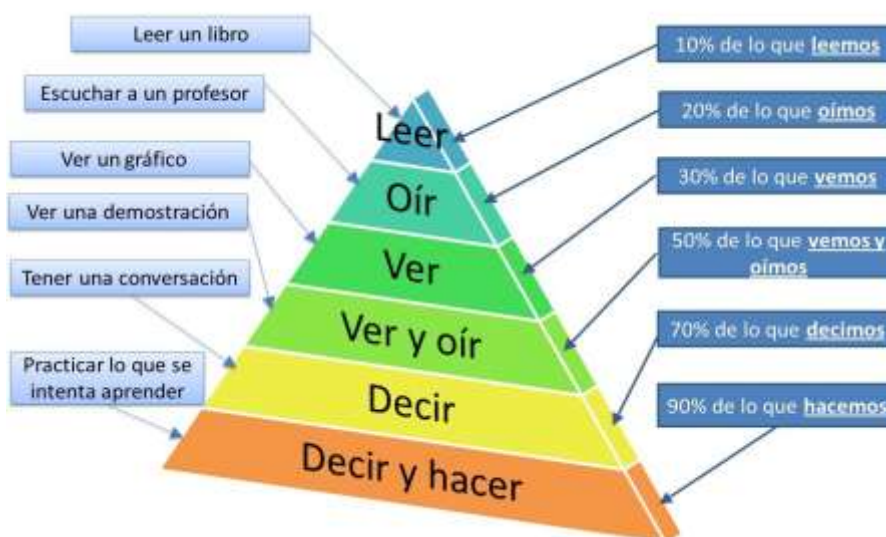 Leer un libro
Escuchar a un profesor
Ver un gráfico
Ver una demostración
Tener una conversación
Practicar lo que se
intenta aprender
Leer
Oír
Ver
Ver y oír
Decir
Decir y hacer
10% de lo que leemos
20% de lo que oímos
30% de lo que vemos
50% de lo que vemos y
oímos
70% de lo que decimos
90% de lo que hacemos